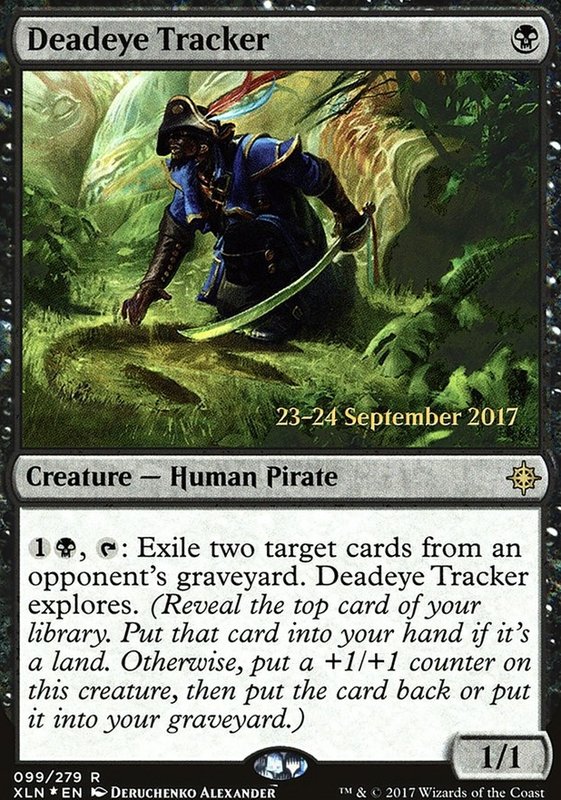 Deadeye Tracker
23–24 September 2017
Creature — Human Pirate
1, : Exile two target cards from an
opponent's graveyard. Deadeye Tracker
explores. (Reveal the top card of your
library. Put that card into your hand if it's
a land. Otherwise, put a +1/+1 counter on
this creature, then put the card back or put
it into your graveyard.)
1/1
099/279 R
XLN ★ EN Deruchenko Alexander
™ & © 2017 Wizards of the Coast